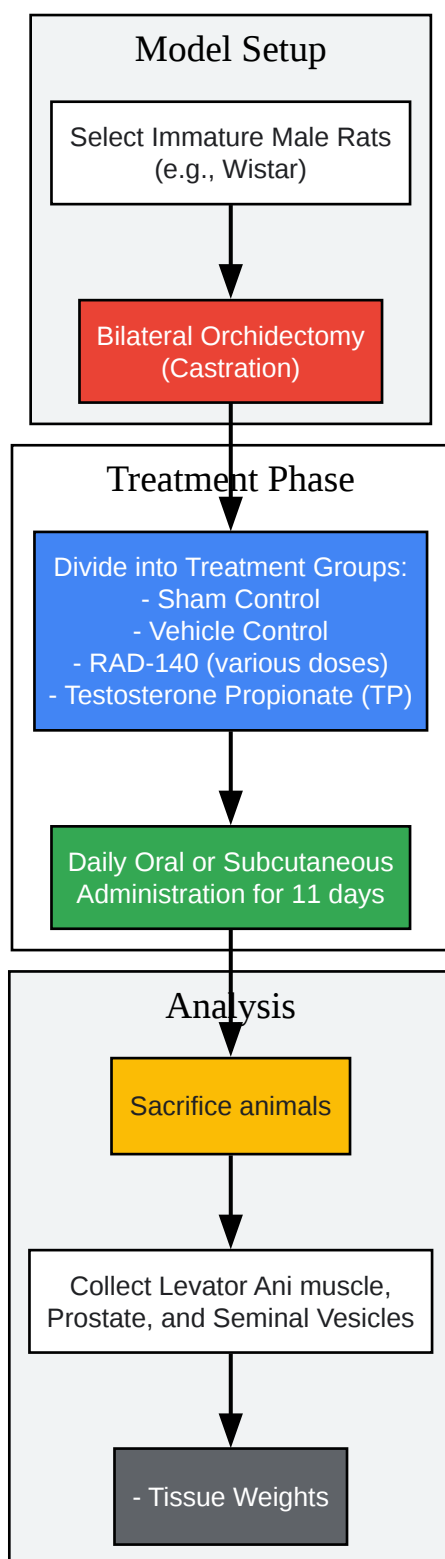 Model Setup
Select Immature Male Rats
(e.g., Wistar)
Bilateral Orchidectomy
(Castration)
Treatment Phase
Divide into Treatment Groups:
- Sham Control
- Vehicle Control
- RAD-140 (various doses)
- Testosterone Propionate (TP)
Daily Oral or Subcutaneous
Administration for 11 days
Analysis
Sacrifice animals
Collect Levator Ani muscle,
Prostate, and Seminal Vesicles
- Tissue Weights